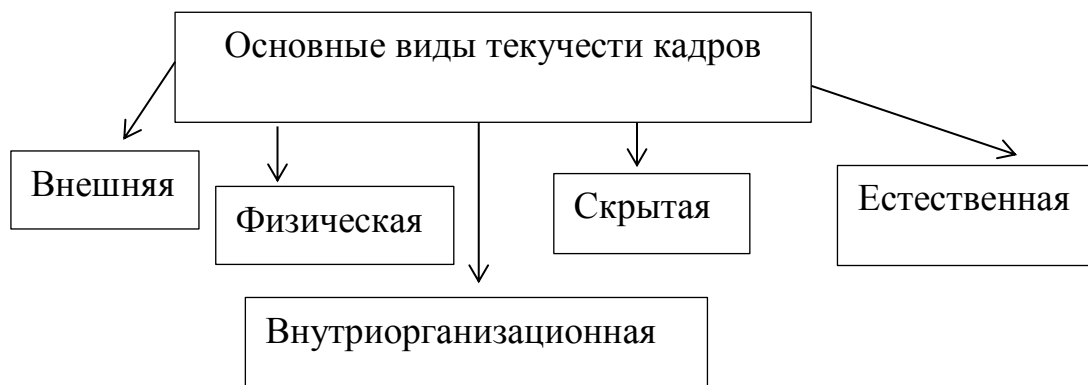 Основные виды текучести кадров
Внешняя
Физическая
Скрытая
Естественная
Внутриорганизационная